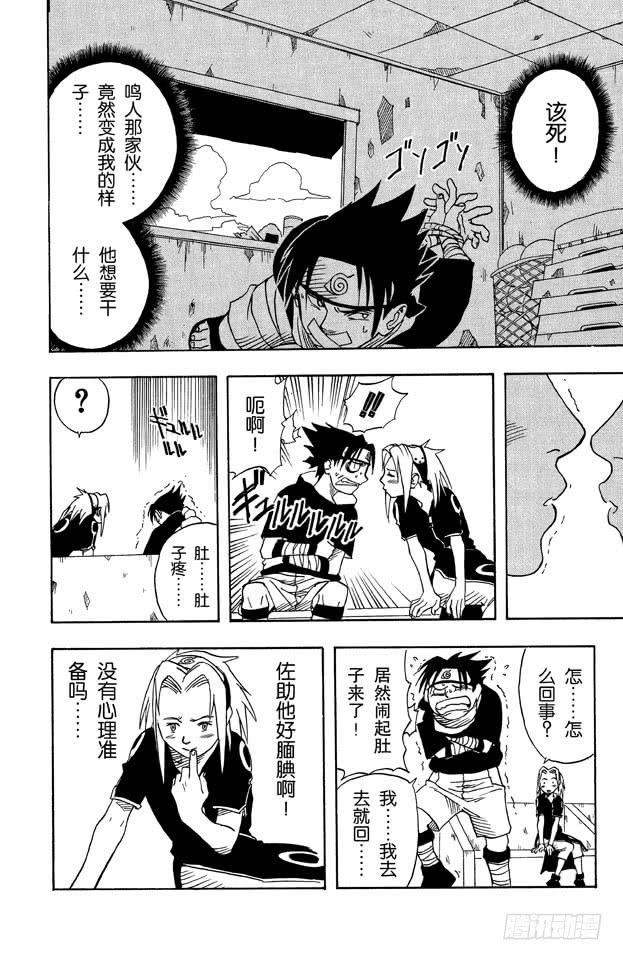 该死！
ゴソ
ゴソ
鸣人那家伙……
竟然变成我的样
子……
他想要干
什么……
!!
呃啊！
ギュルルルルル
？
ギュルル
肚……肚
子疼……
怎……怎
么回事？
居然闹起肚
子来了！
我……我去
去就回……
佐助他好腼腆啊！
没有心理准
备吗……
腾讯动漫